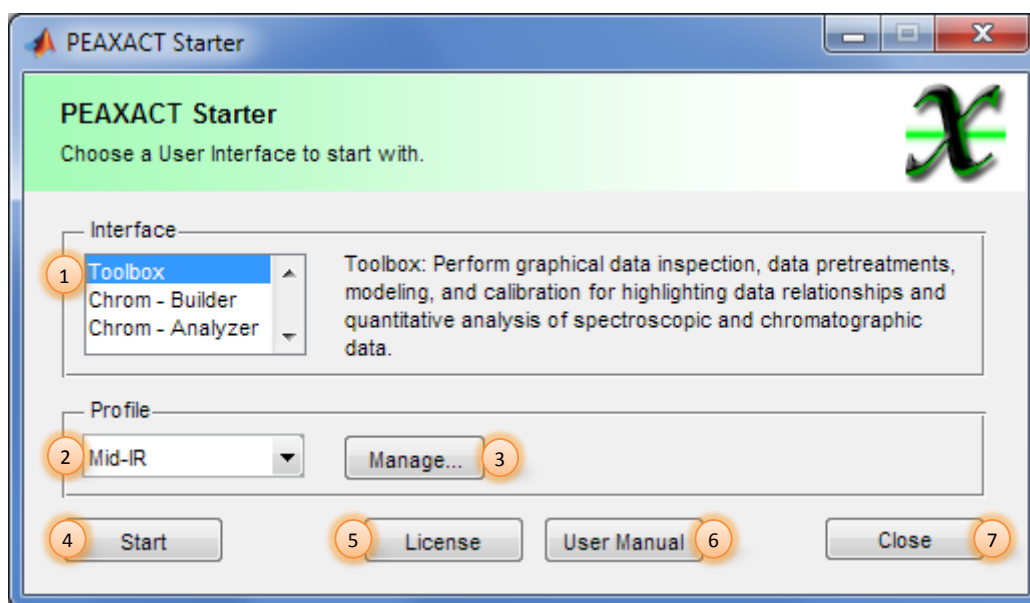 PEAXACT Starter
PEAXACT Starter
Choose a User Interface to start with.
Interface
1
Toolbox
Chrom - Builder
Chrom - Analyzer
Toolbox: Perform graphical data inspection, data pretreatments,
modeling, and calibration for highlighting data relationships and
quantitative analysis of spectroscopic and chromatographic
data.
Profile
2 Mid-IR
Manage... 3
4 Start
5 License
User Manual 6
Close 7